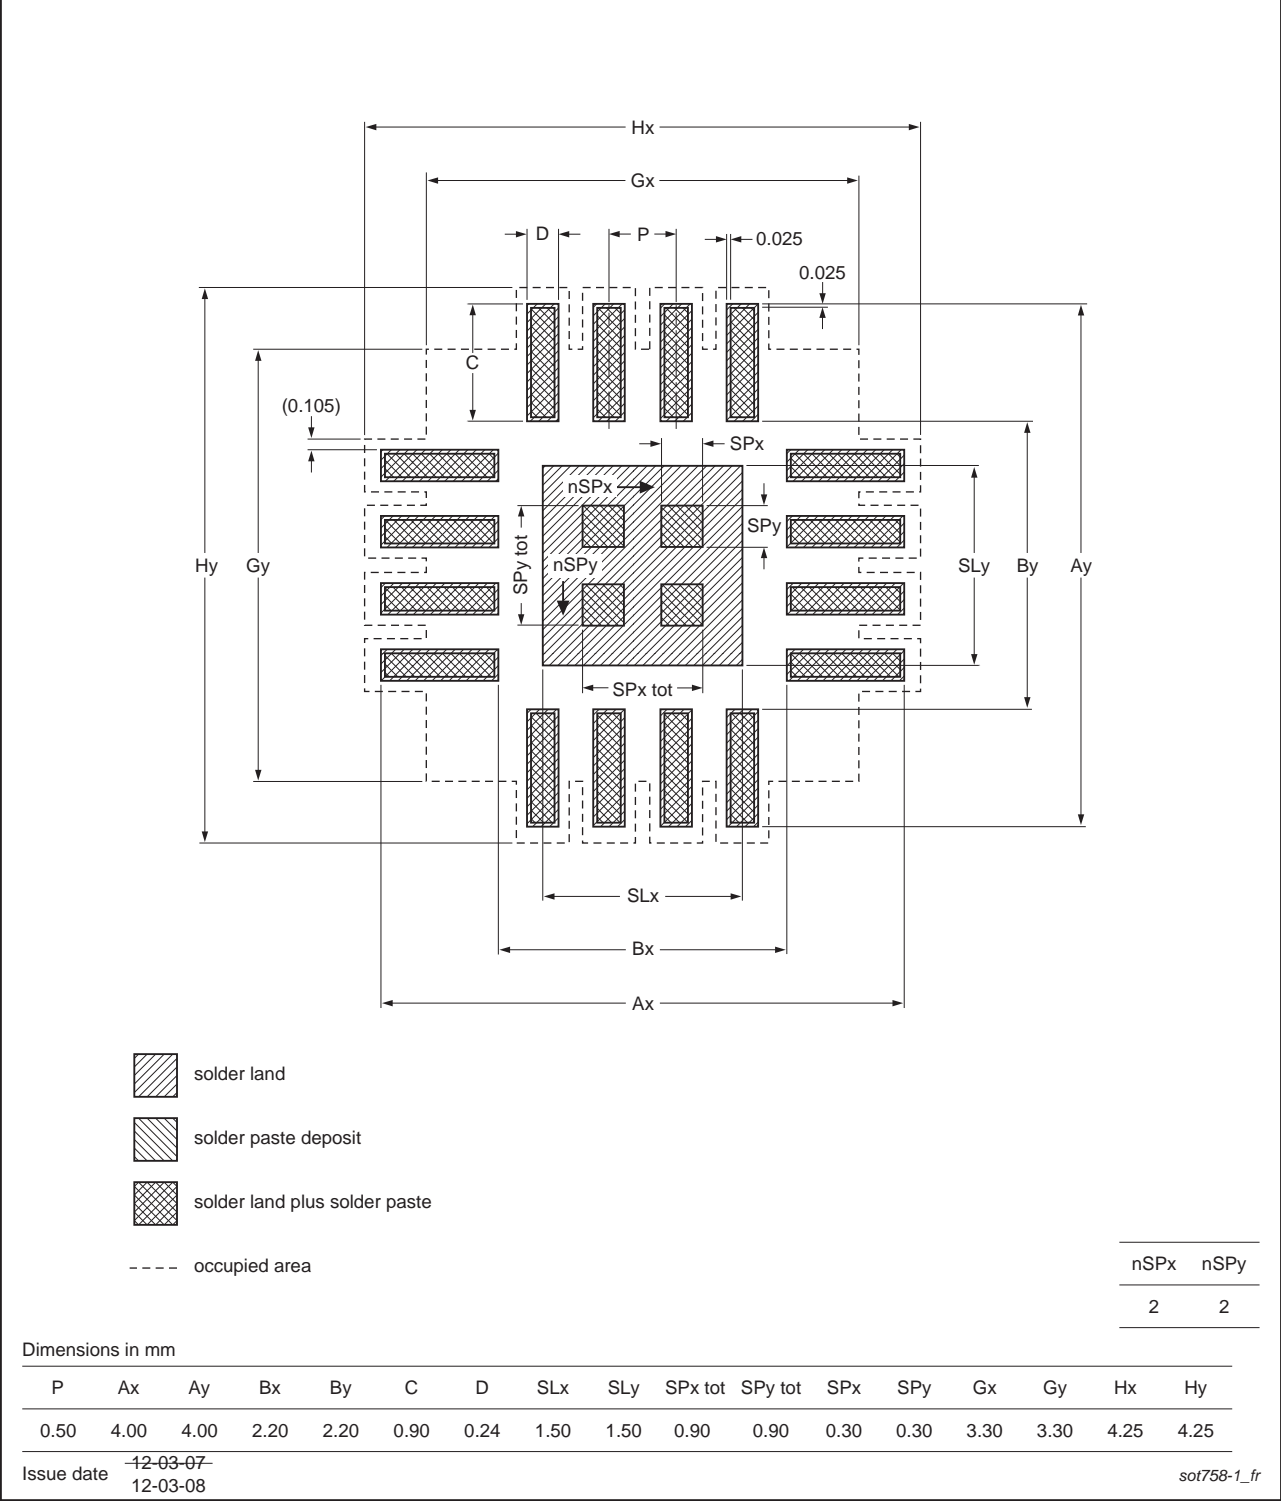 Hx
Gx
D
P
0.025
0.025
C
(0.105)
SPx
nSPx
SPy
SPy tot
nSPy
Hy
Gy
SLy
By
Ay
SPx tot
SLx
Bx
Ax
solder land
solder paste deposit
solder land plus solder paste
occupied area
nSPx nSPy
2 2
Dimensions in mm
P Ax Ay Bx By C D SLx SLy SPx tot SPy tot SPx SPy Gx Gy Hx Hy
0.50 4.00 4.00 2.20 2.20 0.90 0.24 1.50 1.50 0.90 0.90 0.30 0.30 3.30 3.30 4.25 4.25
Issue date 12-03-07
12-03-08
sot758-1_fr